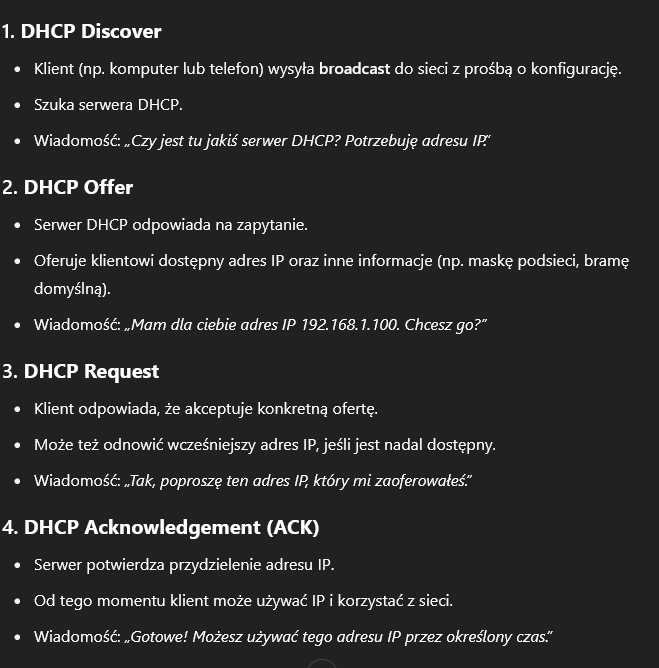 1. DHCP Discover
• Klient (np. komputer lub telefon) wysyła broadcast do sieci z prośbą o konfigurację.
• Szuka serwera DHCP.
• Wiadomość: „Czy jest tu jakiś serwer DHCP? Potrzebuję adresu IP.”
2. DHCP Offer
• Serwer DHCP odpowiada na zapytanie.
• Oferuje klientowi dostępny adres IP oraz inne informacje (np. maskę podsieci, bramę
domyślną).
• Wiadomość: „Mam dla ciebie adres IP 192.168.1.100. Chcesz go?”
3. DHCP Request
• Klient odpowiada, że akceptuje konkretną ofertę.
• Może też odnowić wcześniejszy adres IP, jeśli jest nadal dostępny.
• Wiadomość: „Tak, poproszę ten adres IP, który mi zaoferowałeś.”
4. DHCP Acknowledgement (ACK)
• Serwer potwierdza przydzielenie adresu IP.
• Od tego momentu klient może używać IP i korzystać z sieci.
• Wiadomość: „Gotowe! Możesz używać tego adresu IP przez określony czas.”